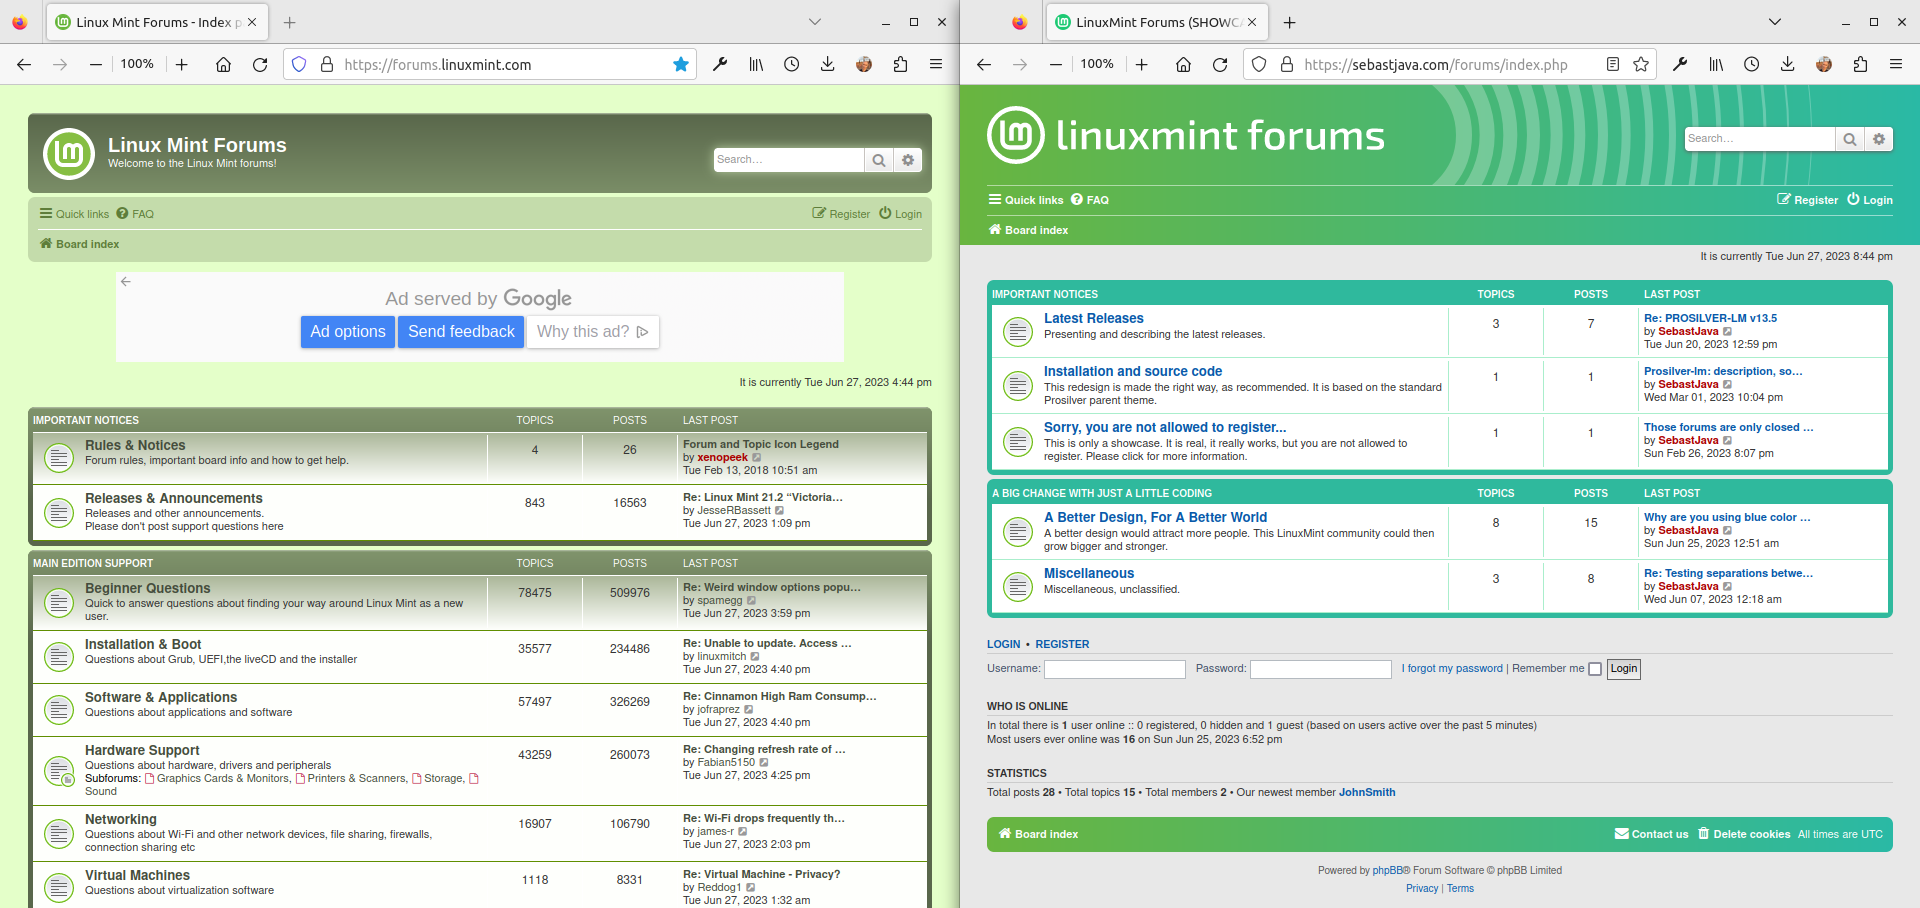 Linux Mint Forums - Index p
100%
https://forums.linuxmint.com
Linux Mint Forums
Welcome to the Linux Mint forums!
Search…
Quick links FAQ
Register Login
Board index
Ad served by Google
Ad options Send feedback Why this ad?
It is currently Tue Jun 27, 2023 4:44 pm
IMPORTANT NOTICES TOPICS POSTS LAST POST
Rules & Notices
Forum rules, important board info and how to get help.
4 26
Forum and Topic Icon Legend
by xenopeek
Tue Feb 13, 2018 10:51 am
Releases & Announcements
Releases and other announcements.
Please don't post support questions here
843 16563
Re: Linux Mint 21.2 “Victoria…
by JesseRBassett
Tue Jun 27, 2023 1:09 pm
MAIN EDITION SUPPORT TOPICS POSTS LAST POST
Beginner Questions
Quick to answer questions about finding your way around Linux Mint as a new
user.
78475 509976
Re: Weird window options popu…
by spamegg
Tue Jun 27, 2023 3:59 pm
Installation & Boot
Questions about Grub, UEFI,the liveCD and the installer
35577 234486
Re: Unable to update. Access …
by linuxmitch
Tue Jun 27, 2023 4:40 pm
Software & Applications
Questions about applications and software
57497 326269
Re: Cinnamon High Ram Consump…
by jofraprez
Tue Jun 27, 2023 4:40 pm
Hardware Support
Questions about hardware, drivers and peripherals
Subforums: Graphics Cards & Monitors, Printers & Scanners, Storage,
Sound
43259 260073
Re: Changing refresh rate of …
by Fabian5150
Tue Jun 27, 2023 4:25 pm
Networking
Questions about Wi-Fi and other network devices, file sharing, firewalls,
connection sharing etc
16907 106790
Re: Wi-Fi drops frequently th…
by james-r
Tue Jun 27, 2023 2:03 pm
Virtual Machines
Questions about virtualization software
1118 8331
Re: Virtual Machine - Privacy?
by Reddog1
Tue Jun 27, 2023 1:32 am
LinuxMint Forums (SHOWCA
100%
https://sebastjava.com/forums/index.php
linuxmint forums
Search…
Quick links FAQ
Register Login
Board index
It is currently Tue Jun 27, 2023 8:44 pm
IMPORTANT NOTICES TOPICS POSTS LAST POST
Latest Releases
Presenting and describing the latest releases.
3 7
Re: PROSILVER-LM v13.5
by SebastJava
Tue Jun 20, 2023 12:59 pm
Installation and source code
This redesign is made the right way, as recommended. It is based on the standard
Prosilver parent theme.
1 1
Prosilver-lm: description, so…
by SebastJava
Wed Mar 01, 2023 10:04 pm
Sorry, you are not allowed to register...
This is only a showcase. It is real, it really works, but you are not allowed to
register. Please click for more information.
1 1
Those forums are only closed …
by SebastJava
Sun Feb 26, 2023 8:07 pm
A BIG CHANGE WITH JUST A LITTLE CODING TOPICS POSTS LAST POST
A Better Design, For A Better World
A better design would attract more people. This LinuxMint community could then
grow bigger and stronger.
8 15
Why are you using blue color …
by SebastJava
Sun Jun 25, 2023 12:51 am
Miscellaneous
Miscellaneous, unclassified.
3 8
Re: Testing separations betwe…
by SebastJava
Wed Jun 07, 2023 12:18 am
LOGIN • REGISTER
Username: Password: I forgot my password | Remember me Login
WHO IS ONLINE
In total there is 1 user online :: 0 registered, 0 hidden and 1 guest (based on users active over the past 5 minutes)
Most users ever online was 16 on Sun Jun 25, 2023 6:52 pm
STATISTICS
Total posts 28 • Total topics 15 • Total members 2 • Our newest member JohnSmith
Board index Contact us Delete cookies All times are UTC
Powered by phpBB® Forum Software © phpBB Limited
Privacy | Terms